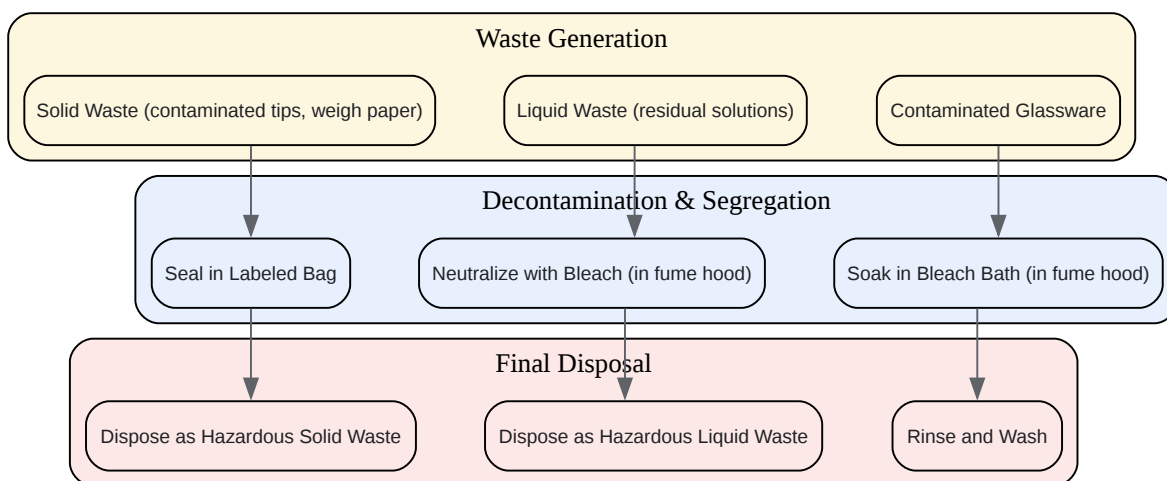 Waste Generation
Solid Waste (contaminated tips, weigh paper)
Liquid Waste (residual solutions)
Contaminated Glassware
Decontamination & Segregation
Seal in Labeled Bag
Neutralize with Bleach (in fume hood)
Soak in Bleach Bath (in fume hood)
Final Disposal
Dispose as Hazardous Solid Waste
Dispose as Hazardous Liquid Waste
Rinse and Wash